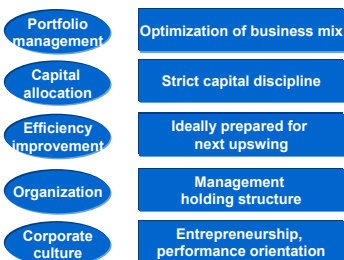 Portfolio
management
Optimization of business mix
Capital
allocation
Strict capital discipline
Efficiency
improvement
Ideally prepared for
next upswing
Organization
Management
holding structure
Corporate
culture
Entrepreneurship,
performance orientation